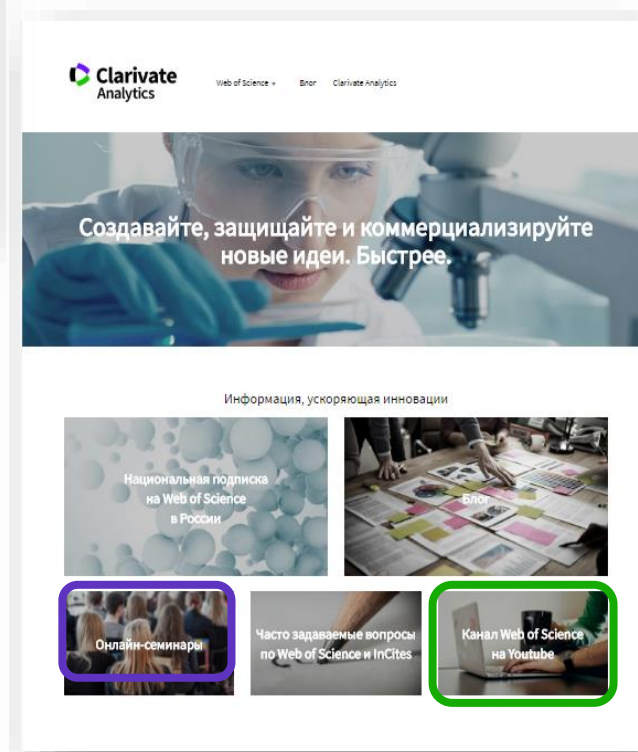 Clarivate
Analytics
Web of Science
Блог
Clarivate Analytics
Создавайте, защищайте и коммерциализируйте
новые идеи. Быстрее.
Информация, ускоряющая инновации
Национальная подписка
на Web of Science
в России
Блог
Онлайн-семинары
Часто задаваемые вопросы
по Web of Science и InCites
Канал Web of Science
на Youtube